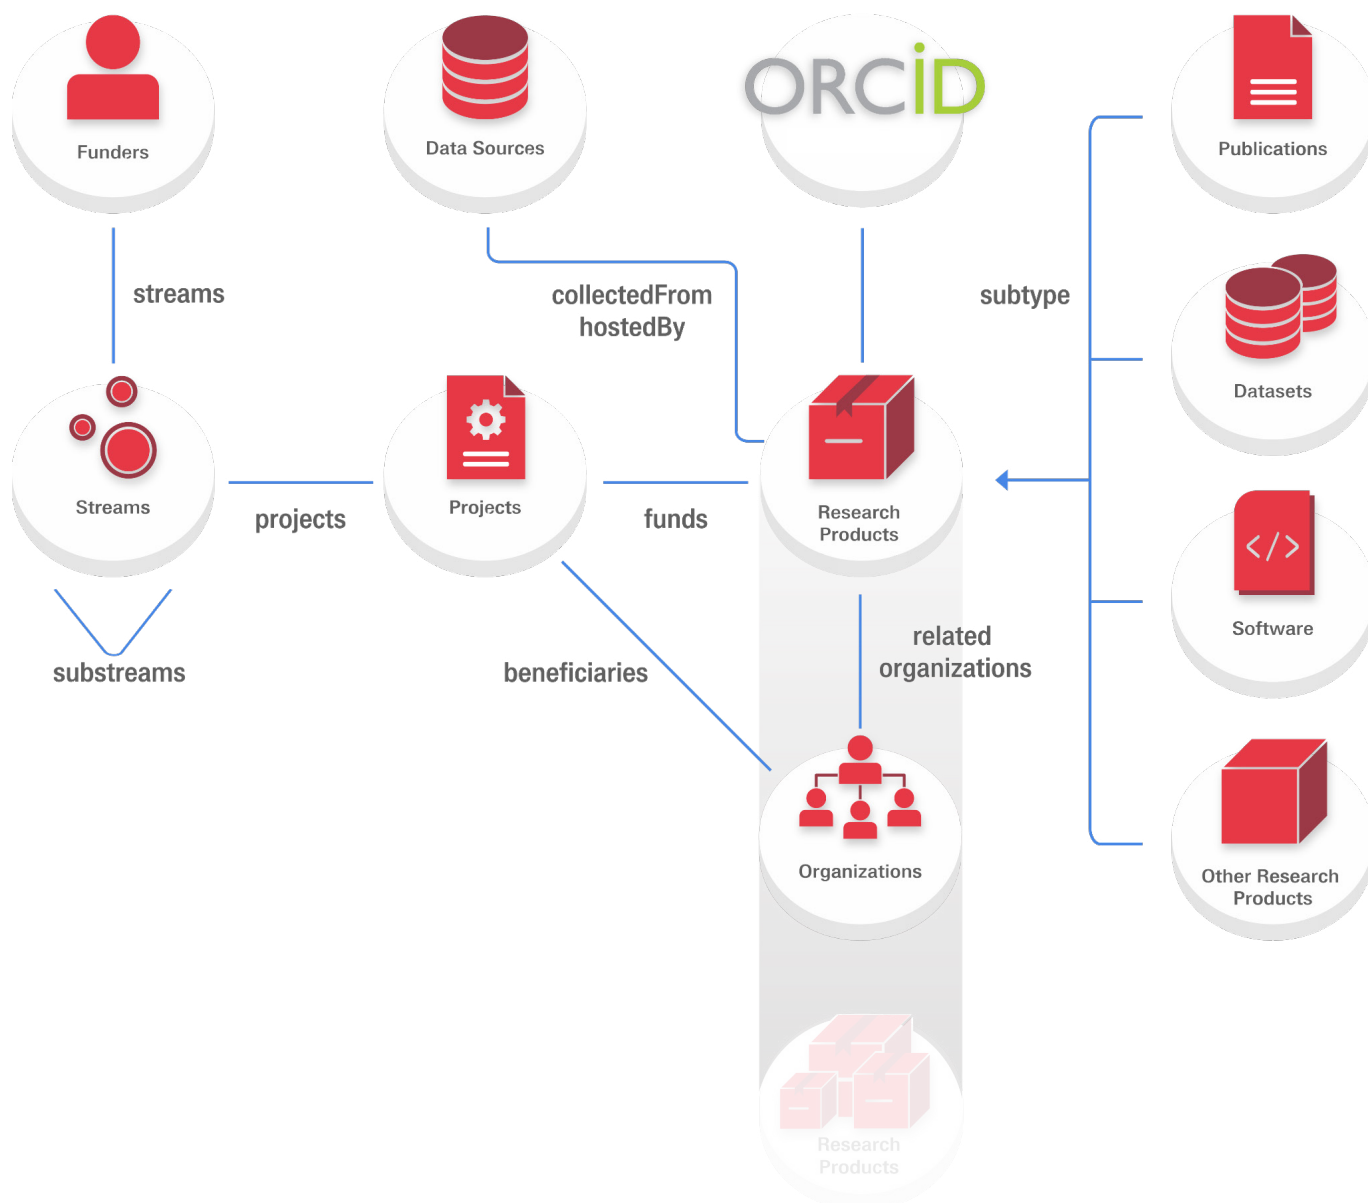 ORCiD
Funders
Data Sources
Publications
streams
collectedFrom
hostedBy
subtype
Datasets
Streams
projects
Projects
funds
Research
Products
substreams
beneficiaries
related
organizations
Software
Organizations
Other Research
Products
Research
Products